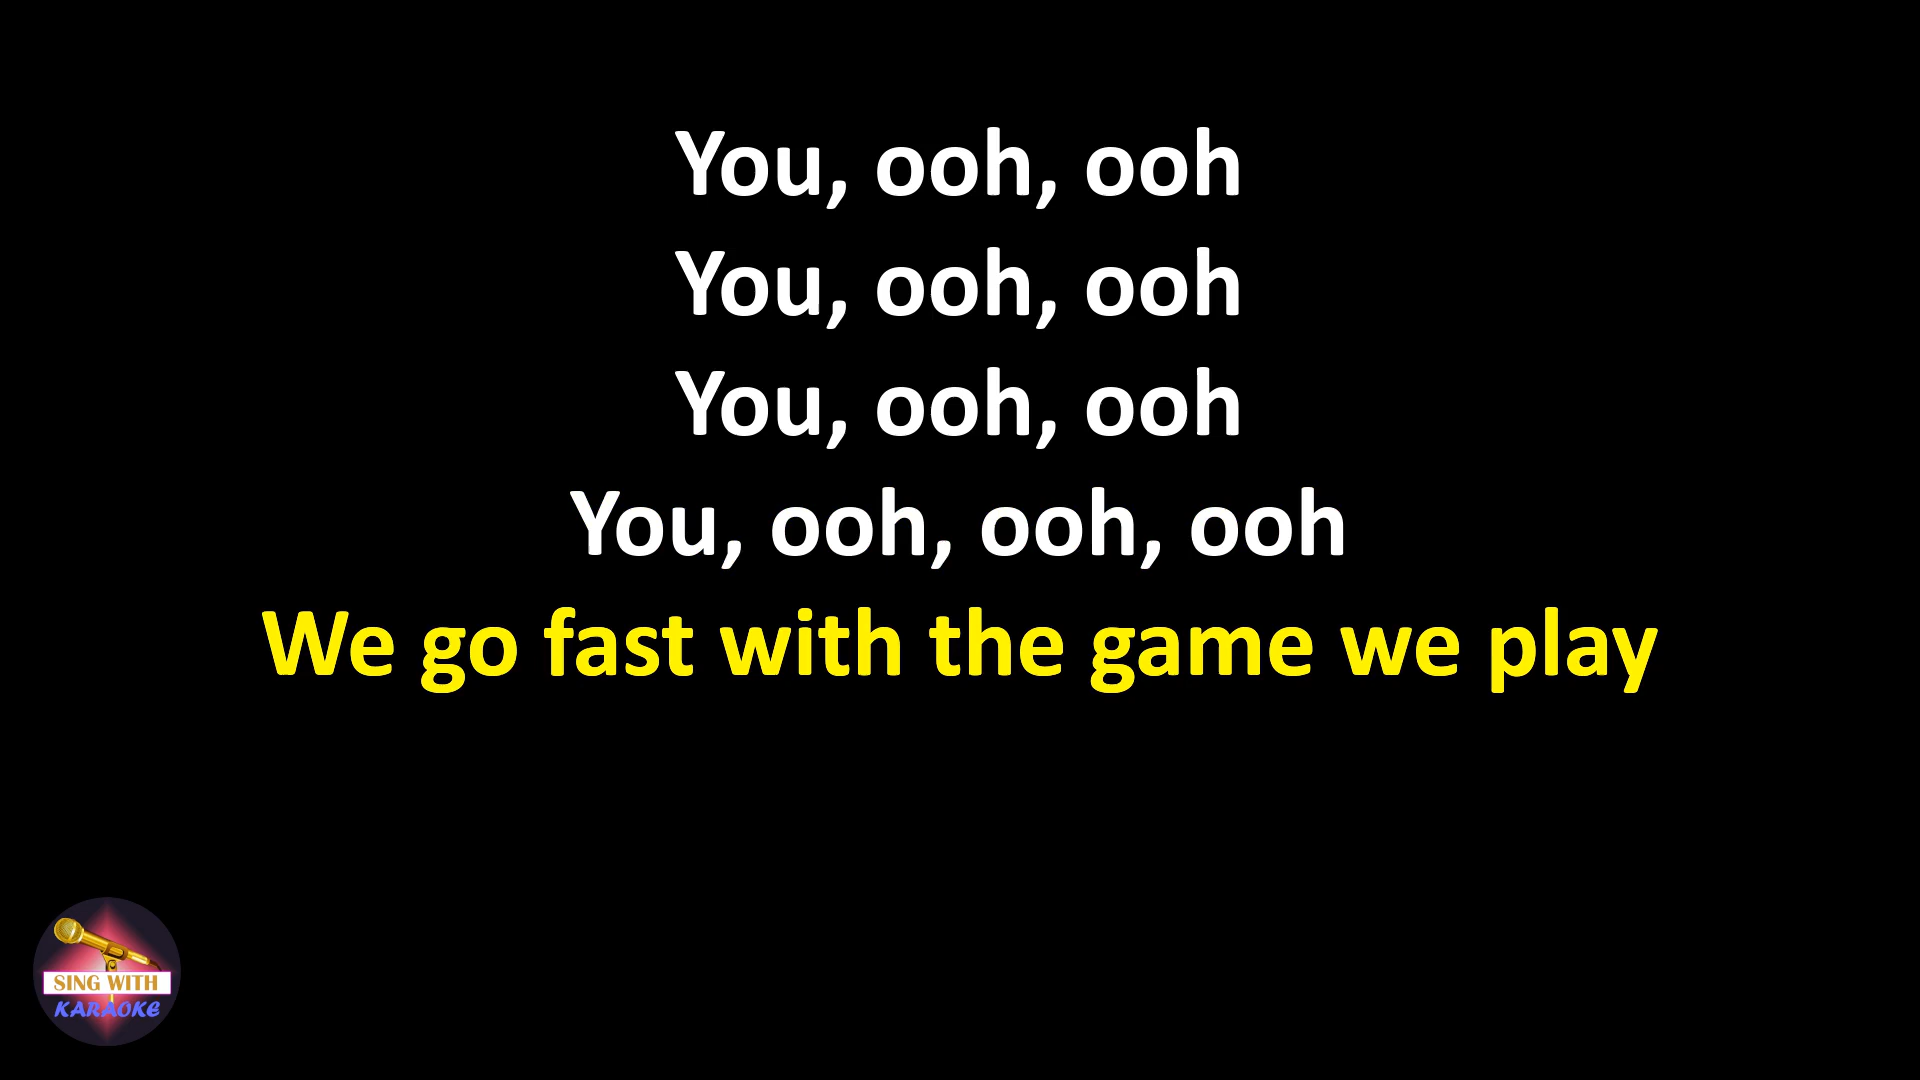 You, ooh, ooh
You, ooh, ooh
You, ooh, ooh
You, ooh, ooh, ooh
We go fast with the game we play
SING WITH
KARAOKE